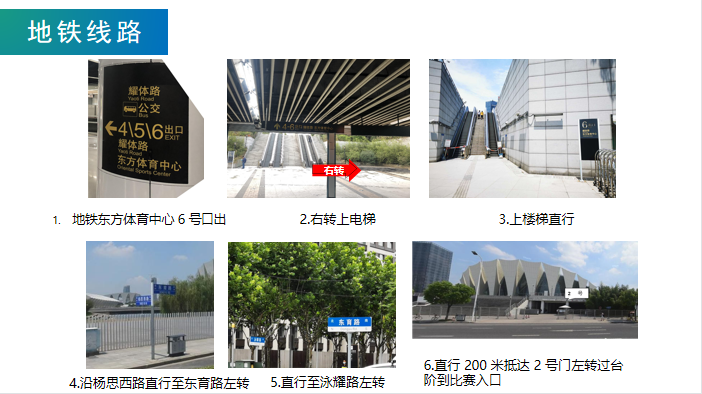 地铁线路
耀体路
Yaoti Road
公交
Bus
4\5\6 出口
EXIT
耀体路
Yaoti Road
东方体育中心
Oriental Sports Center
右转
1. 地铁东方体育中心 6 号口出
2.右转上电梯
3.上楼梯直行
6
东育路
2 号
4.沿杨思西路直行至东育路左转
5.直行至泳耀路左转
6.直行 200 米抵达 2 号门左转过台
阶到比赛入口